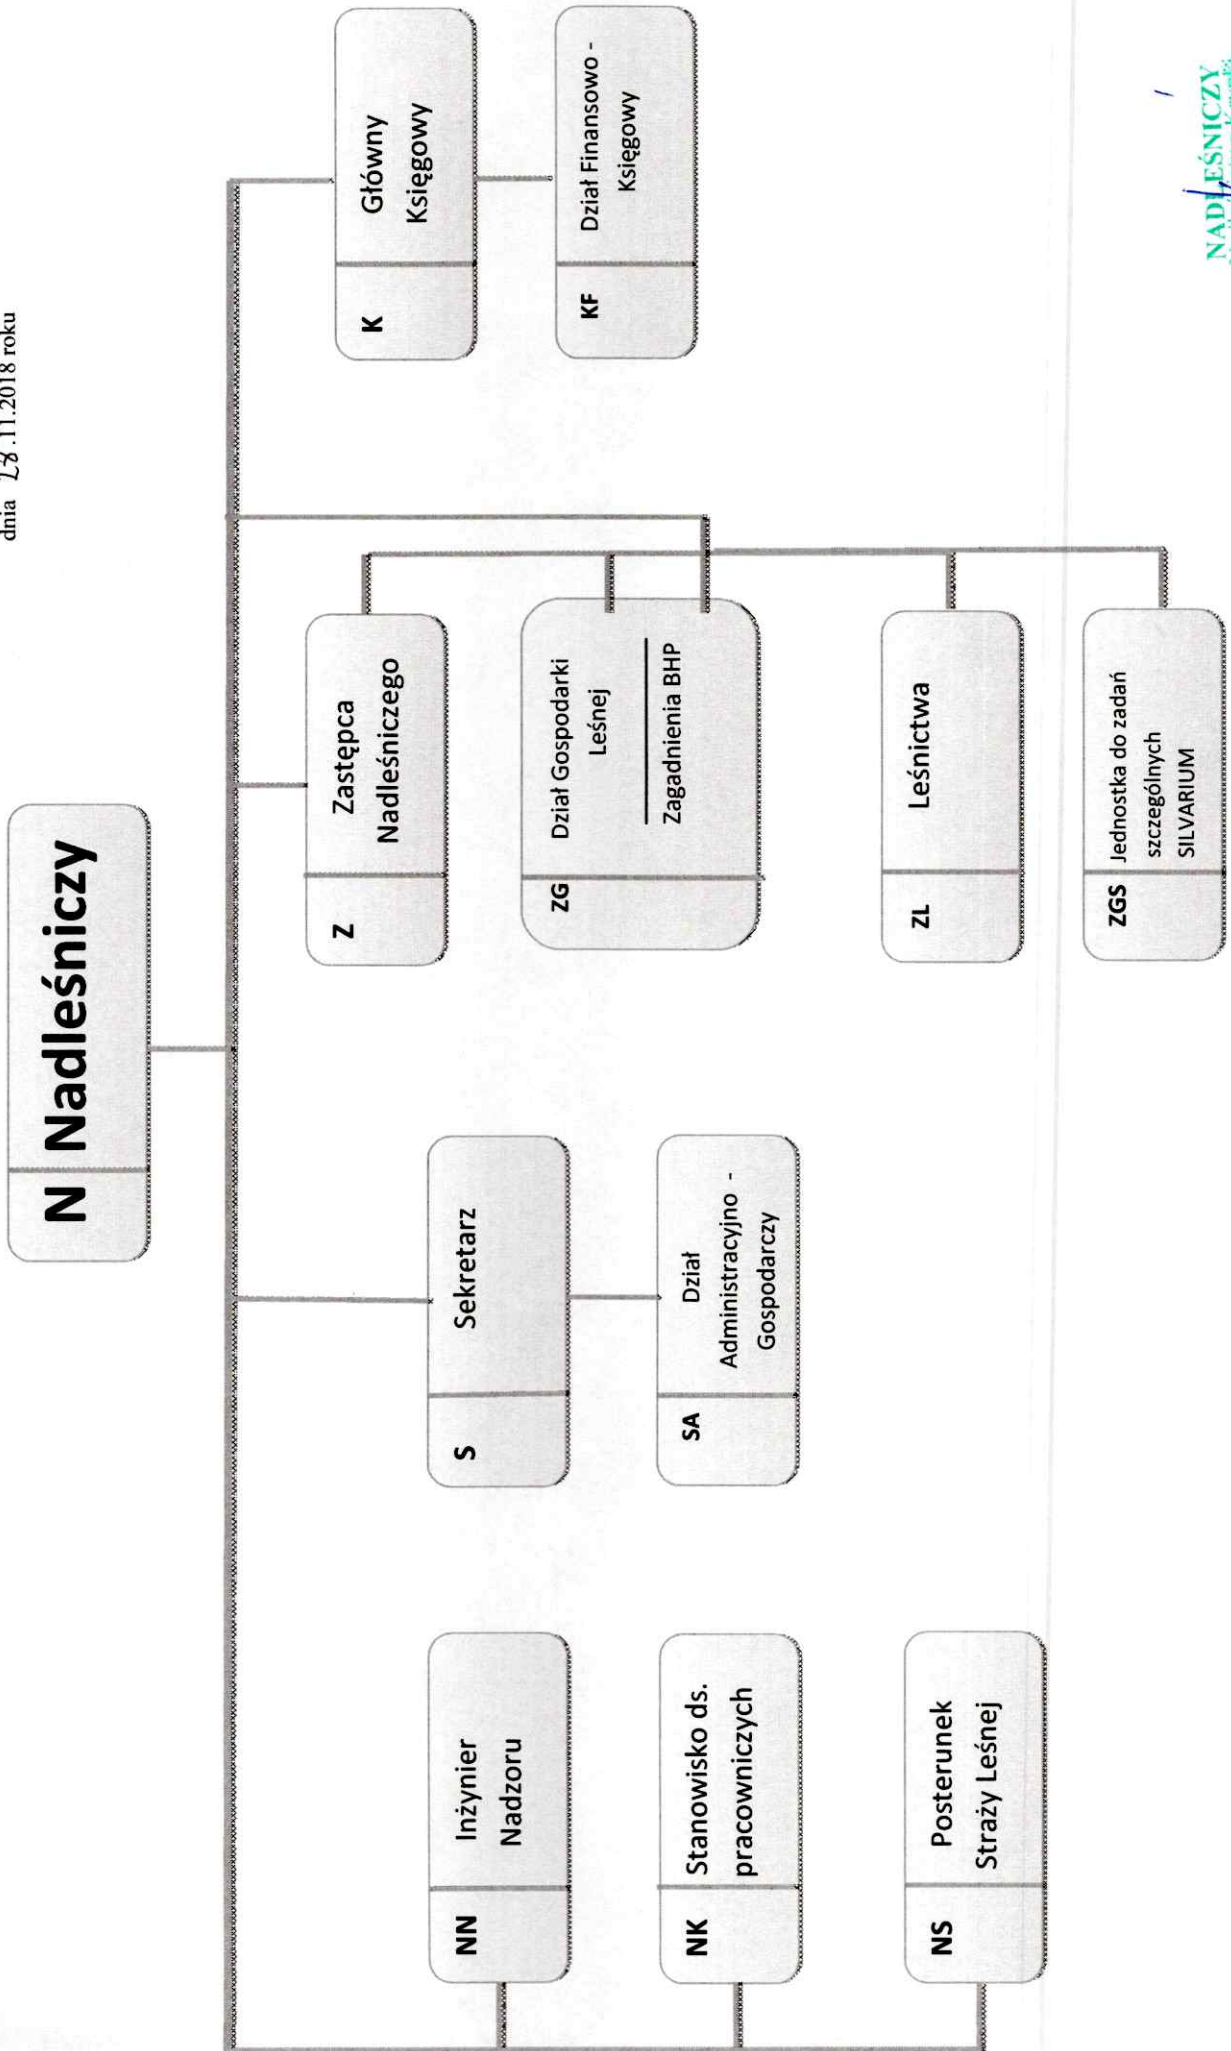 dnia 28.11.2018 roku
N Nadleśniczy
NN Inżynier
Nadzoru
NK Stanowisko ds.
pracowniczych
NS Posterunek
Straży Leśnej
S Sekretarz
SA Dział
Administracyjno -
Gospodarczy
Z Zastępca
Nadleśniczego
ZG Dział Gospodarki
Leśnej
Zagadnienia BHP
ZL Leśnictwa
ZGS Jednostka do zadań
szczególnych
SILVARIUM
K Główny
Księgowy
KF Dział Finansowo -
Księgowy
NADLEŚNICZY